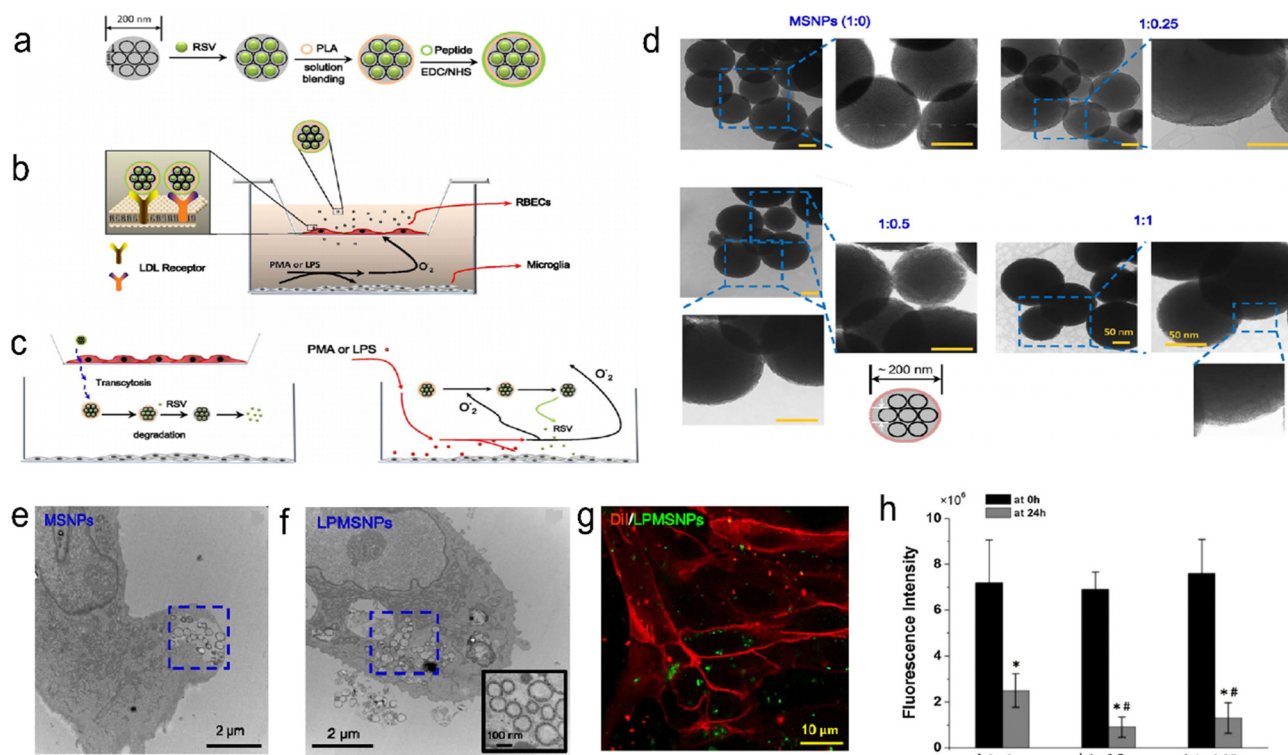 a
200 nm
RSV
PLA
solution
blending
Peptide
EDC/NHS
b
RBECs
PMA or LPS
O⁻₂
Microglia
LDL Receptor
c
Transcytosis
RSV
degradation
PMA or LPS
O⁻₂
O⁻₂
RSV
d
MSNPs (1:0)
1:0.25
1:0.5
1:1
50 nm
50 nm
~ 200 nm
e
MSNPs
2 µm
f
LPMSNPs
2 µm
100 nm
g
DiI/LPMSNPs
10 µm
h
×10⁶
at 0h
at 24h
Fluorescence Intensity
10
8
6
4
2
0
*
*#
*#